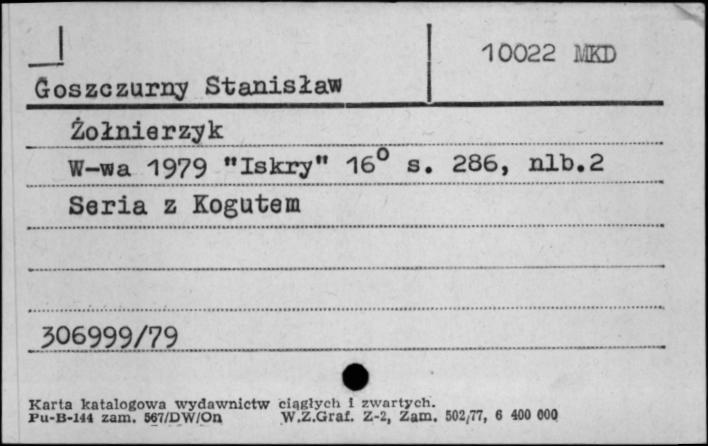 10022 MKD
Goszczurny Stanisław
Żołnierzyk
W-wa 1979 "Iskry" 16° s. 286, nlb.2
Seria z Kogutem
306999/79
Karta katalogowa wydawnictw ciągłych i zwartych.
Pu-B-144 zam. 567/DW/On W.Z.Graf. Z-2, Zam. 502/77, 6 400 000